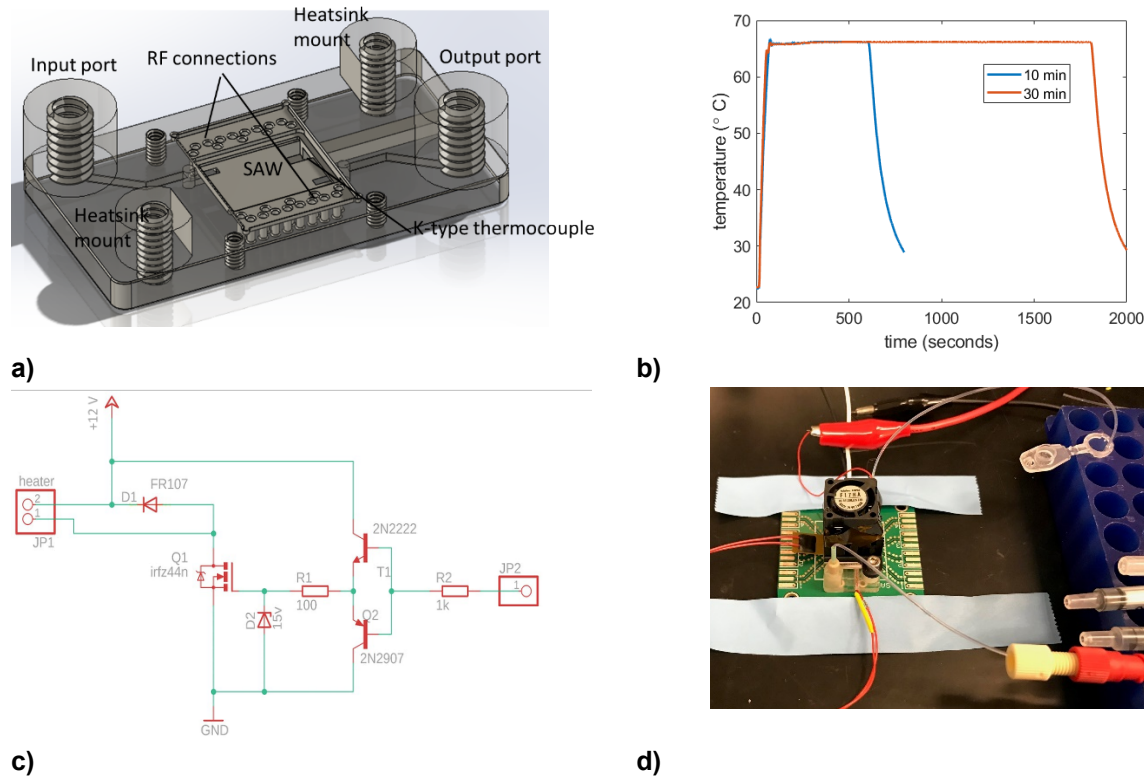 Heatsink
mount
Input port
RF connections
Output port
SAW
Heatsink
mount
K-type thermocouple
a)
70
60
50
40
30
20
0
500
1000
1500
2000
temperature (° C)
time (seconds)
10 min
30 min
b)
+12 V
heater
2
1
JP1
D1
FR107
Q1
irfz44n
D2
15v
R1
100
2N2222
T1
Q2
2N2907
R2
1k
JP2
1
GND
c)
d)